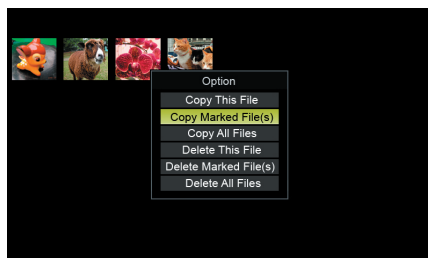 Option
Copy This File
Copy Marked File(s)
Copy All Files
Delete This File
Delete Marked File(s)
Delete All Files